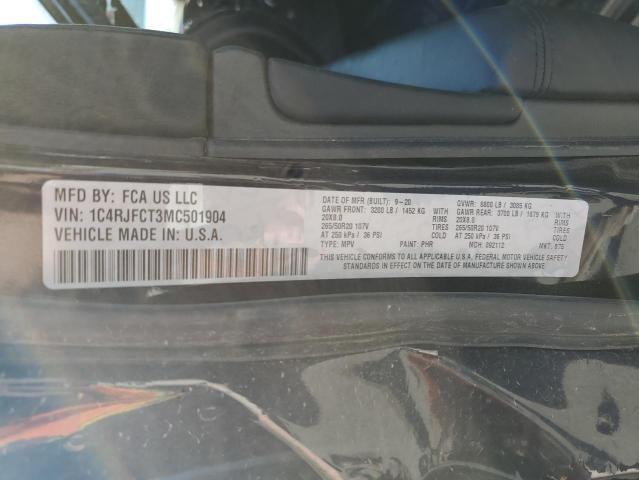 MFD BY: FCA US LLC
VIN: 1C4RJFCT3MC501904
VEHICLE MADE IN: U.S.A.
DATE OF MFR (BUILT): 9-20 GVWR: 6800 LB / 3085 KG
GAWR FRONT: 3200 LB / 1452 KG WITH GAWR REAR: 3700 LB / 1679 KG WITH
20X8.0 RIMS 20X8.0 RIMS
265/50R20 107V TIRES 265/50R20 107V TIRES
AT 250 kPa / 36 PSI AT 250 kPa / 36 PSI
TYPE: MPV PAINT: PHR MDH: 092112 MKT: 875
THIS VEHICLE CONFORMS TO ALL APPLICABLE U.S.A. FEDERAL MOTOR VEHICLE SAFETY
STANDARDS IN EFFECT ON THE DATE OF MANUFACTURE SHOWN ABOVE.